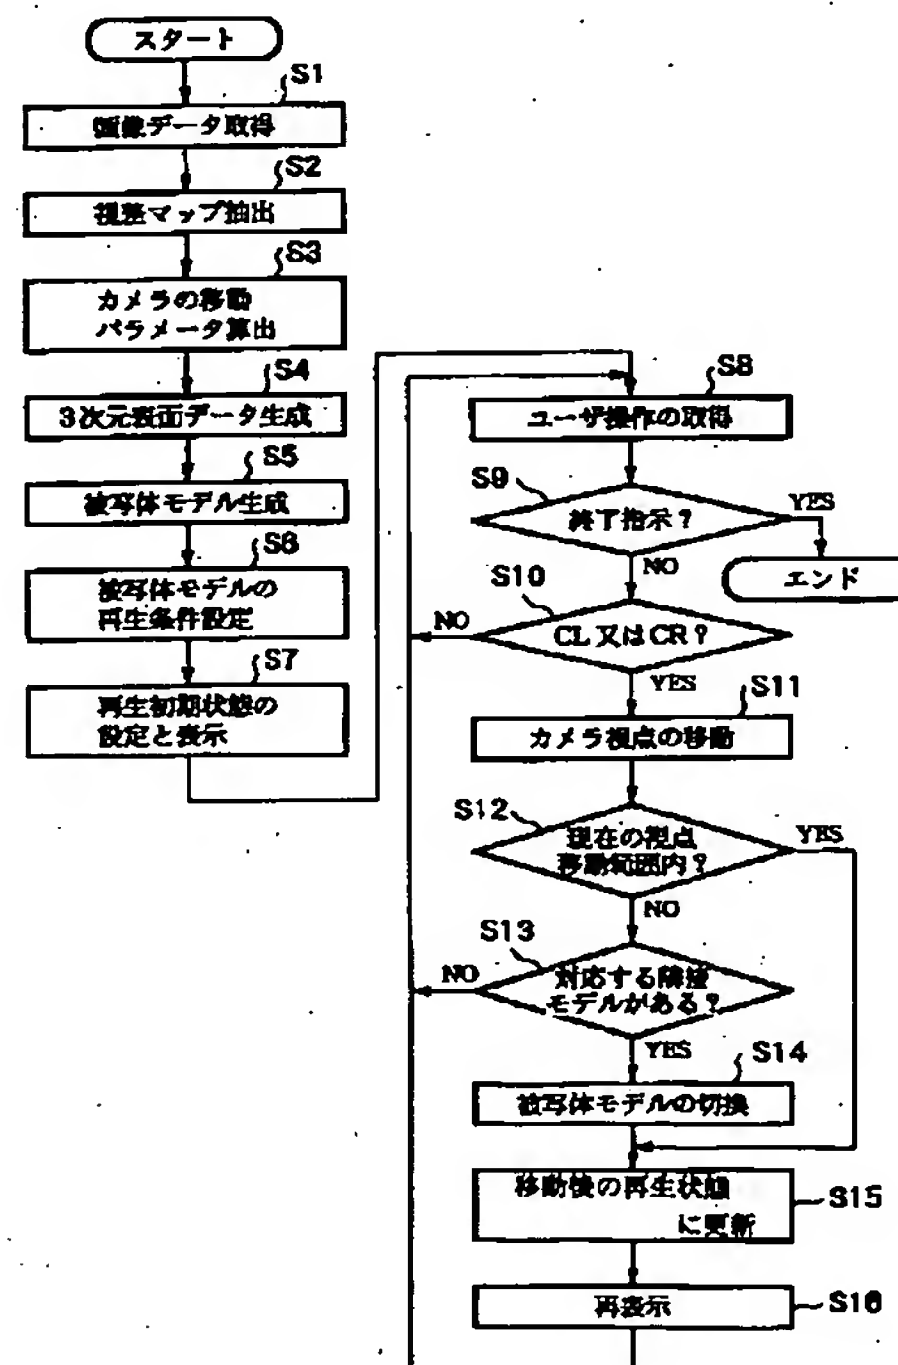 スタート
S1
画像データ取得
S2
視差マップ抽出
S3
カメラの移動
パラメータ算出
S4
3次元表面データ生成
S5
被写体モデル生成
S6
被写体モデルの
再生条件設定
S7
再生初期状態の
設定と表示
S8
ユーザ操作の取得
S9
終了指示?
YES
NO
エンド
S10
CL又はCR?
NO
YES
S11
カメラ視点の移動
S12
現在の視点
移動範囲内?
YES
NO
S13
対応する隣接
モデルがある?
NO
YES
S14
被写体モデルの切換
移動後の再生状態
に更新
S15
再表示
S16